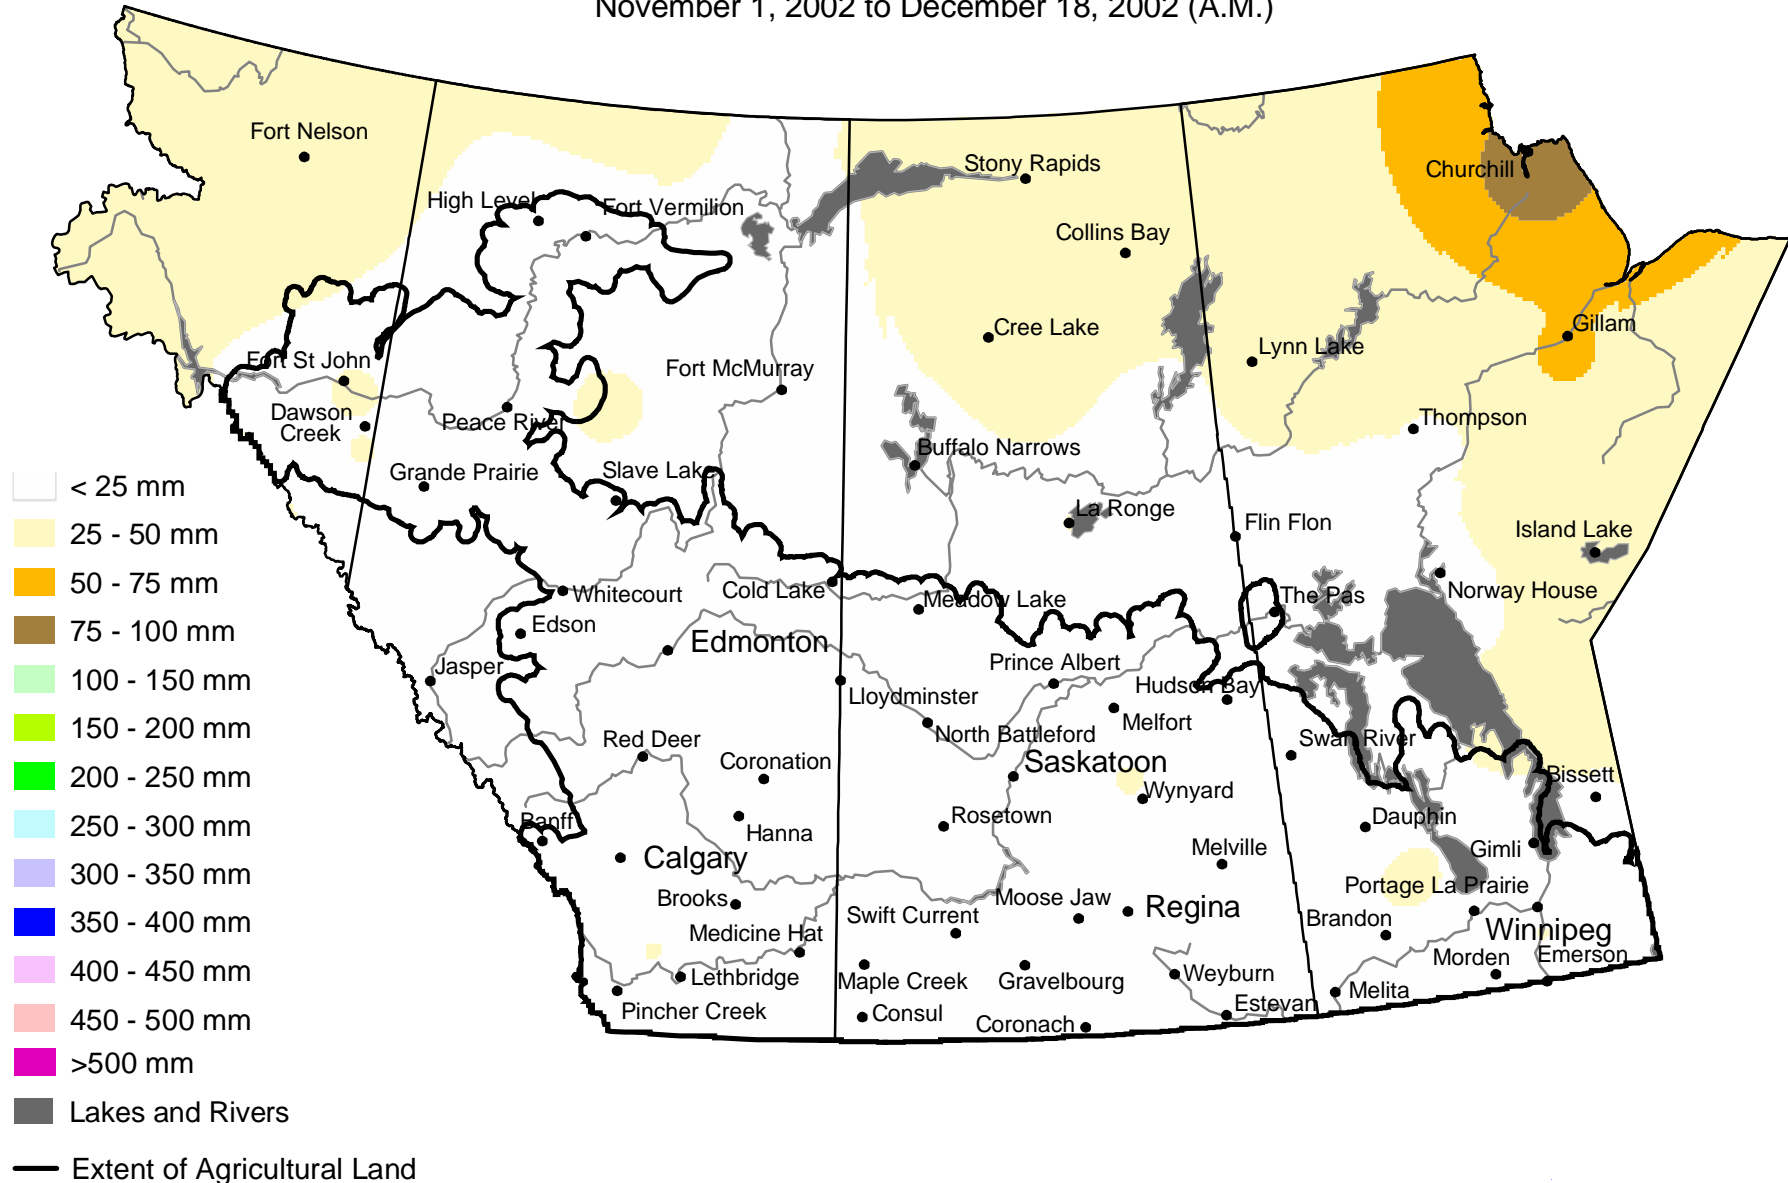 November 1, 2002 to December 18, 2002 (A.M.)
Fort Nelson
Stony Rapids
Churchill
High Level
Fort Vermilion
Collins Bay
Cree Lake
Gillam
Lynn Lake
Fort St John
Fort McMurray
Dawson
Creek
Peace River
Thompson
Buffalo Narrows
Grande Prairie
Slave Lake
La Ronge
Flin Flon
Island Lake
Whitecourt
Cold Lake
Meadow Lake
The Pas
Norway House
Edson
Edmonton
Jasper
Prince Albert
Hudson Bay
Lloydminster
Melfort
North Battleford
Red Deer
Swan River
Coronation
Saskatoon
Bissett
Wynyard
Banff
Hanna
Rosetown
Dauphin
Calgary
Melville
Gimli
Portage La Prairie
Brooks
Moose Jaw
Regina
Swift Current
Brandon
Medicine Hat
Winnipeg
Morden
Emerson
Lethbridge
Maple Creek
Gravelbourg
Weyburn
Melita
Pincher Creek
Consul
Coronach
Estevan
< 25 mm
25 - 50 mm
50 - 75 mm
75 - 100 mm
100 - 150 mm
150 - 200 mm
200 - 250 mm
250 - 300 mm
300 - 350 mm
350 - 400 mm
400 - 450 mm
450 - 500 mm
>500 mm
Lakes and Rivers
Extent of Agricultural Land